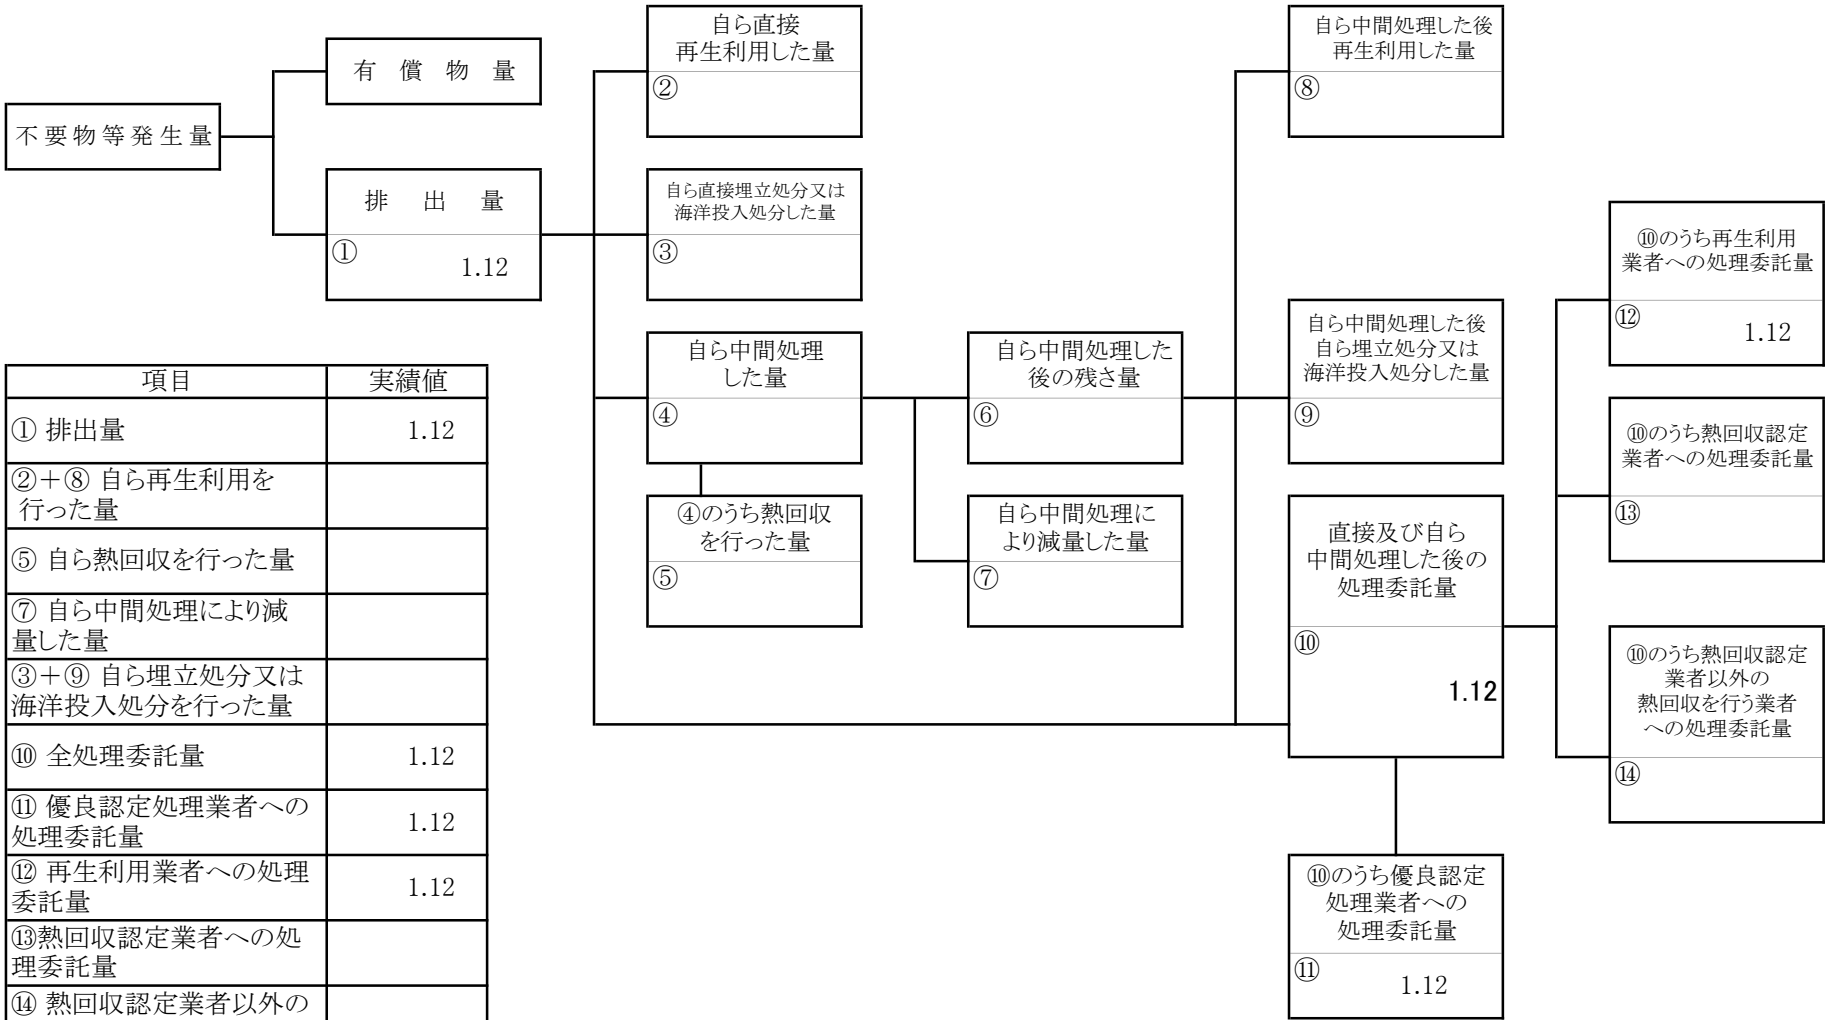 不要物等発生量
有 償 物 量
排 出 量
①
1.12
自ら直接
再生利用した量
②
自ら直接埋立処分又は
海洋投入処分した量
③
自ら中間処理
した量
④
④のうち熱回収
を行った量
⑤
自ら中間処理した
後の残さ量
⑥
自ら中間処理に
より減量した量
⑦
自ら中間処理した後
再生利用した量
⑧
自ら中間処理した後
自ら埋立処分又は
海洋投入処分した量
⑨
直接及び自ら
中間処理した後の
処理委託量
⑩
1.12
⑩のうち優良認定
処理業者への
処理委託量
⑪
1.12
⑩のうち再生利用
業者への処理委託量
⑫
1.12
⑩のうち熱回収認定
業者への処理委託量
⑬
⑩のうち熱回収認定
業者以外の
熱回収を行う業者
への処理委託量
⑭
項目 実績値
① 排出量 1.12
②+⑧ 自ら再生利用を
行った量
⑤ 自ら熱回収を行った量
⑦ 自ら中間処理により減
量した量
③+⑨ 自ら埋立処分又は
海洋投入処分を行った量
⑩ 全処理委託量 1.12
⑪ 優良認定処理業者への
処理委託量 1.12
⑫ 再生利用業者への処理
委託量 1.12
⑬熱回収認定業者への処
理委託量
⑭ 熱回収認定業者以外の